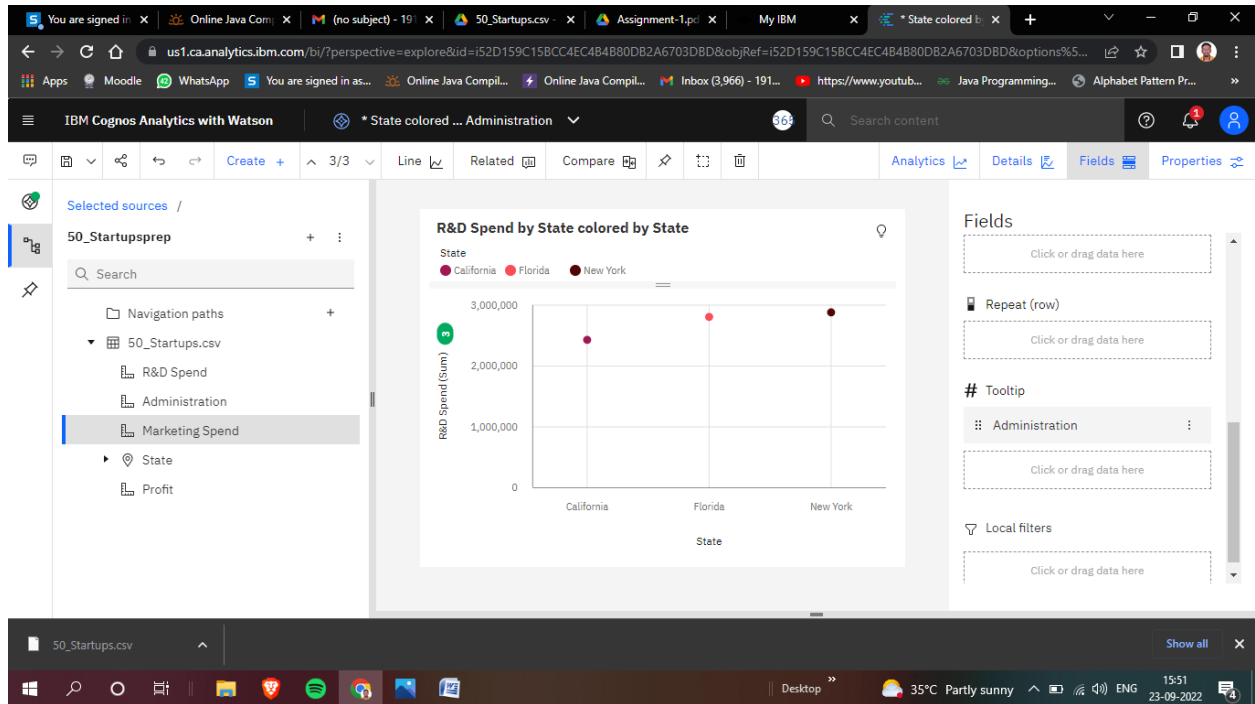 You are signed in
Online Java Comp
(no subject) - 191
50_Startups.csv -
Assignment-1.pd
My IBM
* State colored b
us1.ca.analytics.ibm.com/bi/?perspective=explore&id=i52D159C15BCC4EC4B4B80DB2A6703DBD&objRef=i52D159C15BCC4EC4B4B80DB2A6703DBD&options%5...
Apps
Moodle
WhatsApp
You are signed in as...
Online Java Compil...
Online Java Compil...
Inbox (3,966) - 191...
https://www.youtub...
Java Programming...
Alphabet Pattern Pr...
»
IBM Cognos Analytics with Watson
* State colored ... Administration
365
Search content
1
Create +
3/3
Line
Related
Compare
Analytics
Details
Fields
Properties
Selected sources /
50_Startupsprep
Search
Navigation paths
50_Startups.csv
R&D Spend
Administration
Marketing Spend
State
Profit
R&D Spend by State colored by State
State
California
Florida
New York
3
R&D Spend (Sum)
3,000,000
2,000,000
1,000,000
0
California
Florida
New York
State
Fields
Click or drag data here
Repeat (row)
Click or drag data here
# Tooltip
Administration
Click or drag data here
Local filters
Click or drag data here
50_Startups.csv
Show all
Desktop
»
35°C Partly sunny
ENG
15:51
23-09-2022
4